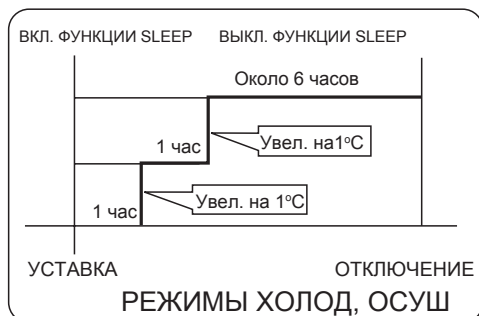 ВКЛ. ФУНКЦИИ SLEEP ВЫКЛ. ФУНКЦИИ SLEEP
Около 6 часов
1 час
Увел. на1°C
1 час
Увел. на 1°C
УСТАВКА ОТКЛЮЧЕНИЕ
РЕЖИМЫ ХОЛОД, ОСУШ